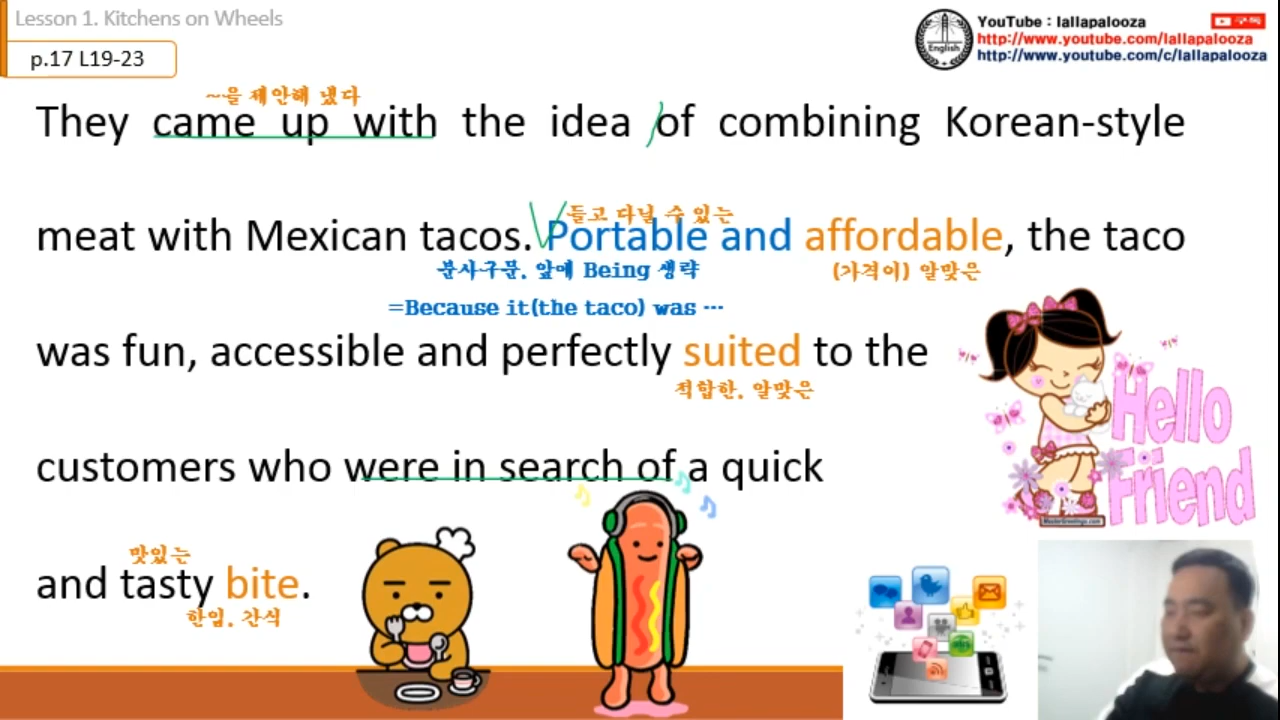 Lesson 1. Kitchens on Wheels
p.17 L19-23
English
YouTube : lallapalooza
구독
http://www.youtube.com/lallapalooza
http://www.youtube.com/c/lallapalooza
~을 제안해 냈다
They came up with the idea of combining Korean-style
들고 다닐 수 있는
meat with Mexican tacos. Portable and affordable, the taco
분사구문. 앞에 Being 생략
(가격이) 알맞은
=Because it(the taco) was …
was fun, accessible and perfectly suited to the
적합한. 알맞은
customers who were in search of a quick
맛있는
and tasty bite.
한입. 간식
Hello
Friend